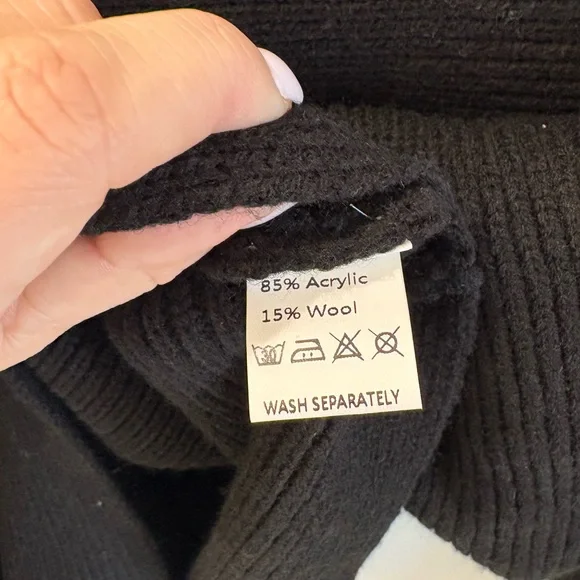 85% Acrylic
15% Wool
30
WASH SEPARATELY